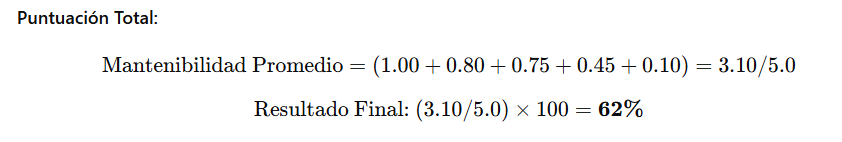 Puntuación Total:
Mantenibilidad Promedio = (1.00 + 0.80 + 0.75 + 0.45 + 0.10) = 3.10/5.0
Resultado Final: (3.10/5.0) × 100 = 62%